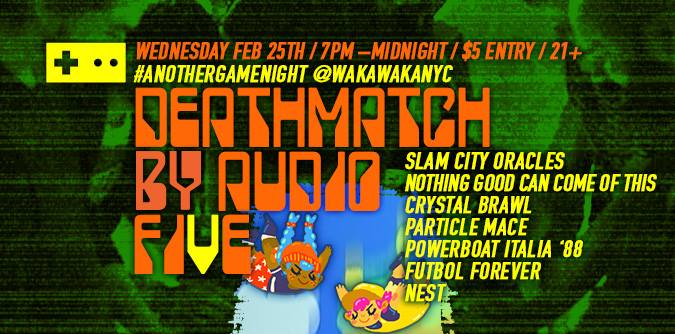 WEDNESDAY FEB 25TH / 7PM –MIDNIGHT / $5 ENTRY / 21+
#ANOTHERGAMENIGHT @WAKAWAKANYC
DEATHMATCH
BY AUDIO
FIVE
SLAM CITY ORACLES
NOTHING GOOD CAN COME OF THIS
CRYSTAL BRAWL
PARTICLE MACE
POWERBOAT ITALIA '88
FUTBOL FOREVER
NEST